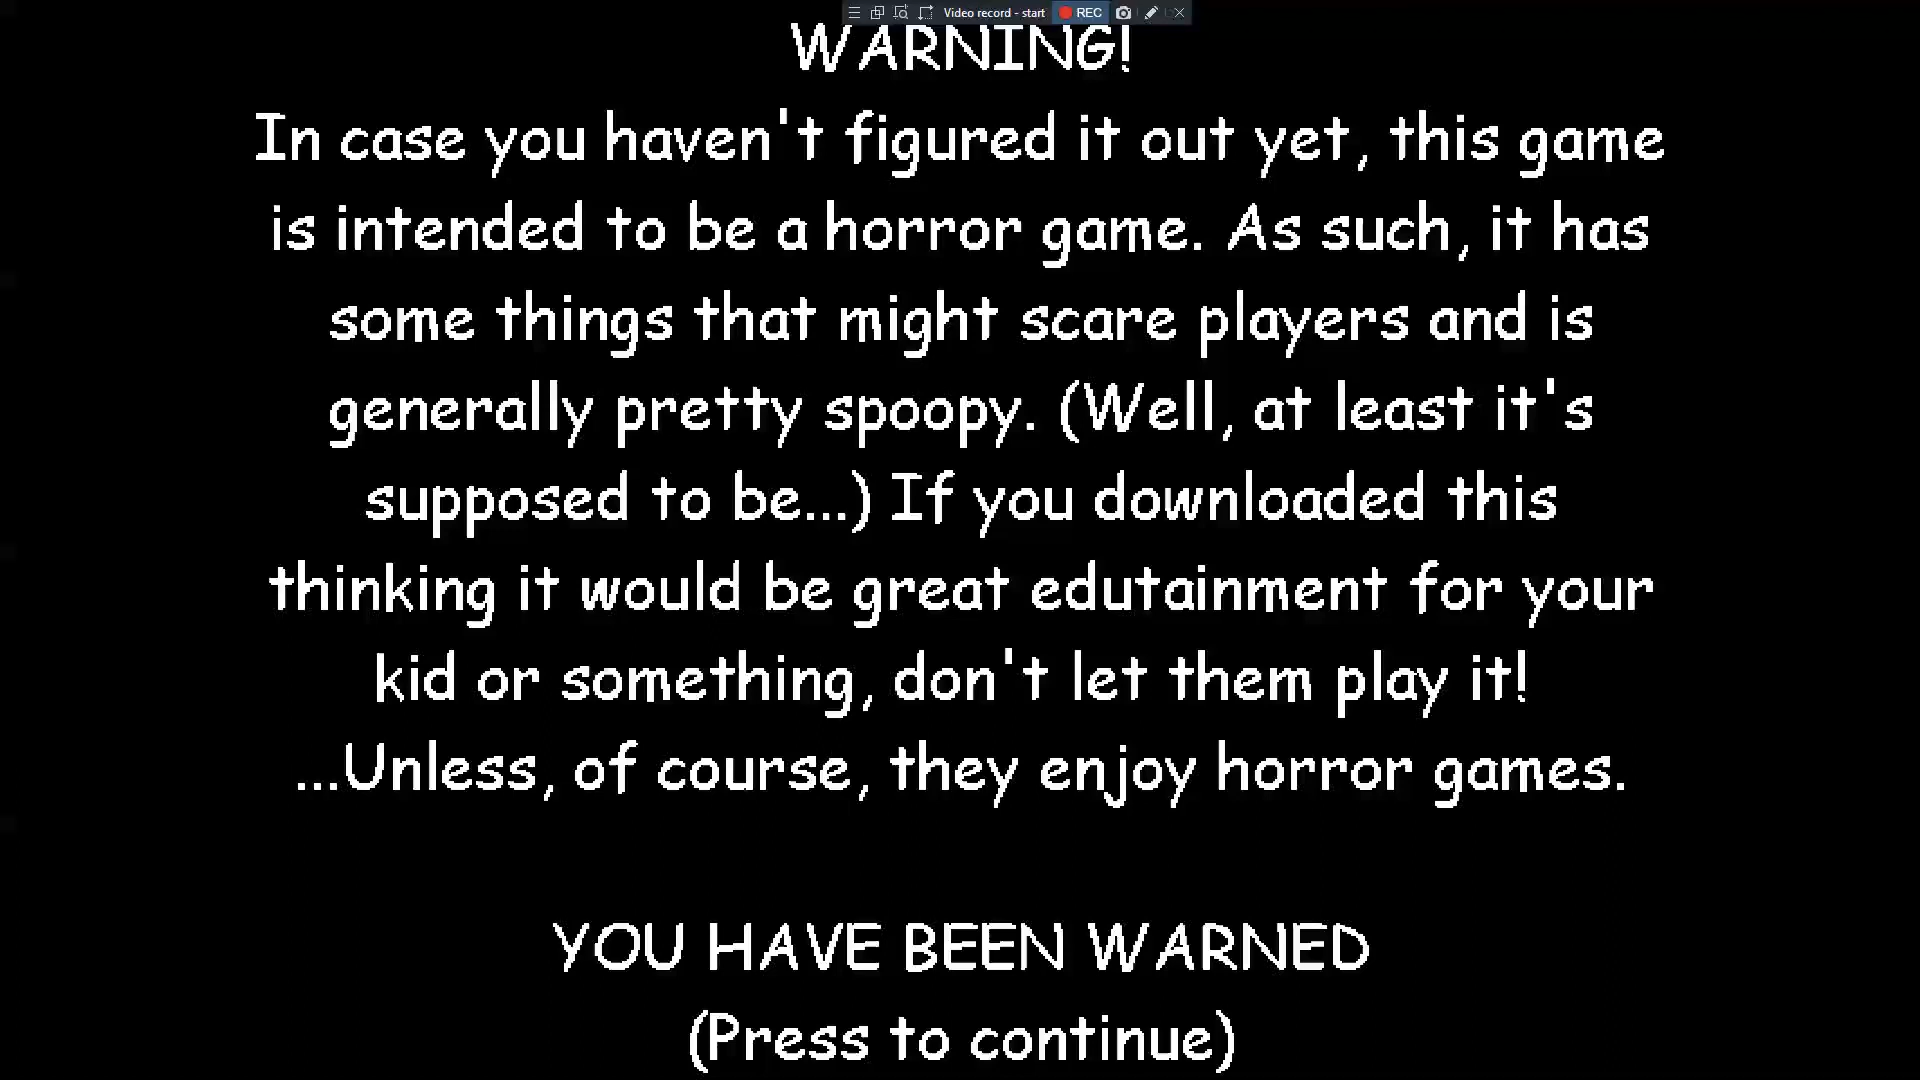 Video record - start REC
WARNING!
In case you haven't figured it out yet, this game
is intended to be a horror game. As such, it has
some things that might scare players and is
generally pretty spoopy. (Well, at least it's
supposed to be...) If you downloaded this
thinking it would be great edutainment for your
kid or something, don't let them play it!
...Unless, of course, they enjoy horror games.
YOU HAVE BEEN WARNED
(Press to continue)